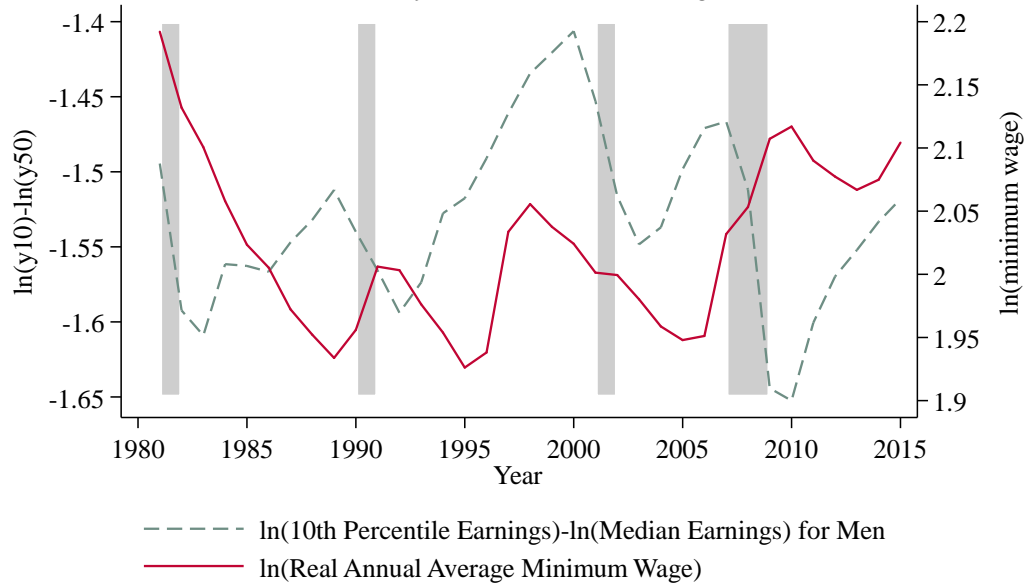 -1.4
-1.45
-1.5
-1.55
-1.6
-1.65
ln(y10)-ln(y50)
2.2
2.15
2.1
2.05
2
1.95
1.9
ln(minimum wage)
1980 1985 1990 1995 2000 2005 2010 2015
Year
ln(10th Percentile Earnings)-ln(Median Earnings) for Men
ln(Real Annual Average Minimum Wage)